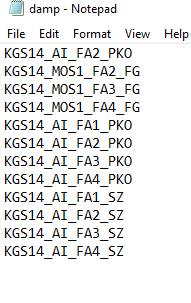 damp - Notepad
File Edit Format View Help
KGS14_AI_FA2_PKO
KGS14_MOS1_FA2_FG
KGS14_MOS1_FA3_FG
KGS14_MOS1_FA4_FG
KGS14_AI_FA1_PKO
KGS14_AI_FA2_PKO
KGS14_AI_FA3_PKO
KGS14_AI_FA4_PKO
KGS14_AI_FA1_SZ
KGS14_AI_FA2_SZ
KGS14_AI_FA3_SZ
KGS14_AI_FA4_SZ